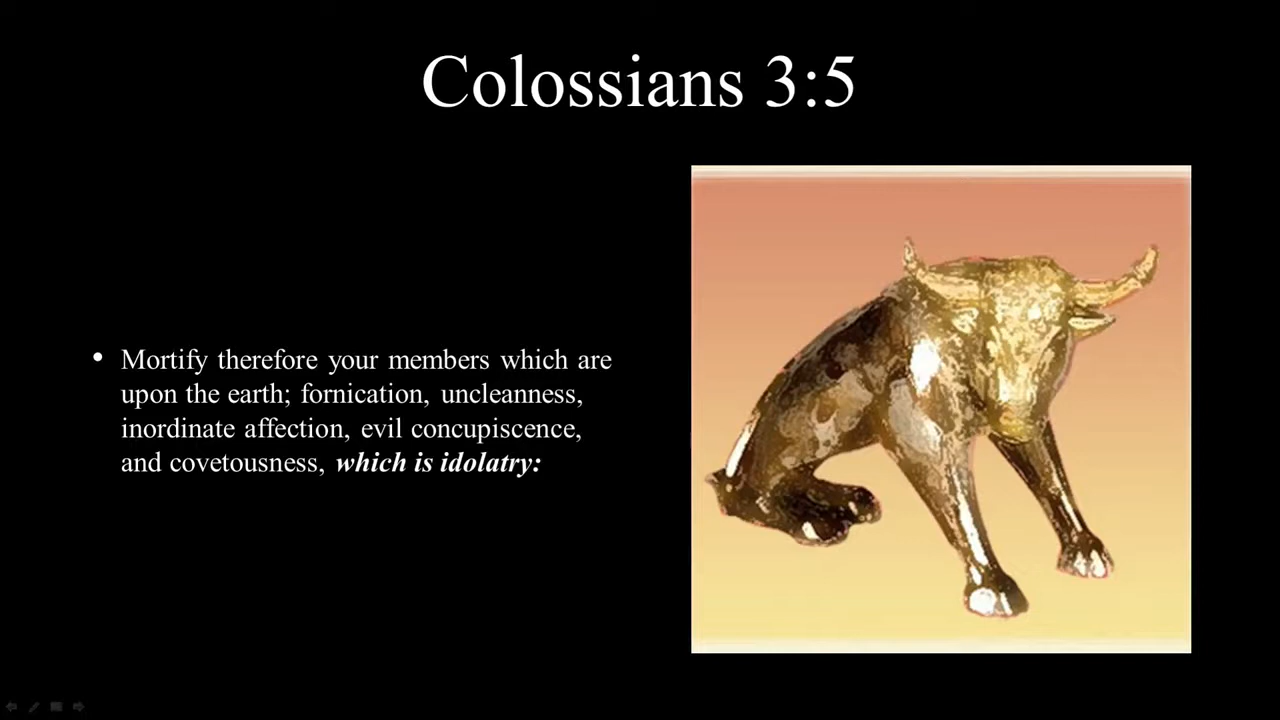 Colossians 3:5
• Mortify therefore your members which are
upon the earth; fornication, uncleanness,
inordinate affection, evil concupiscence,
and covetousness, which is idolatry: